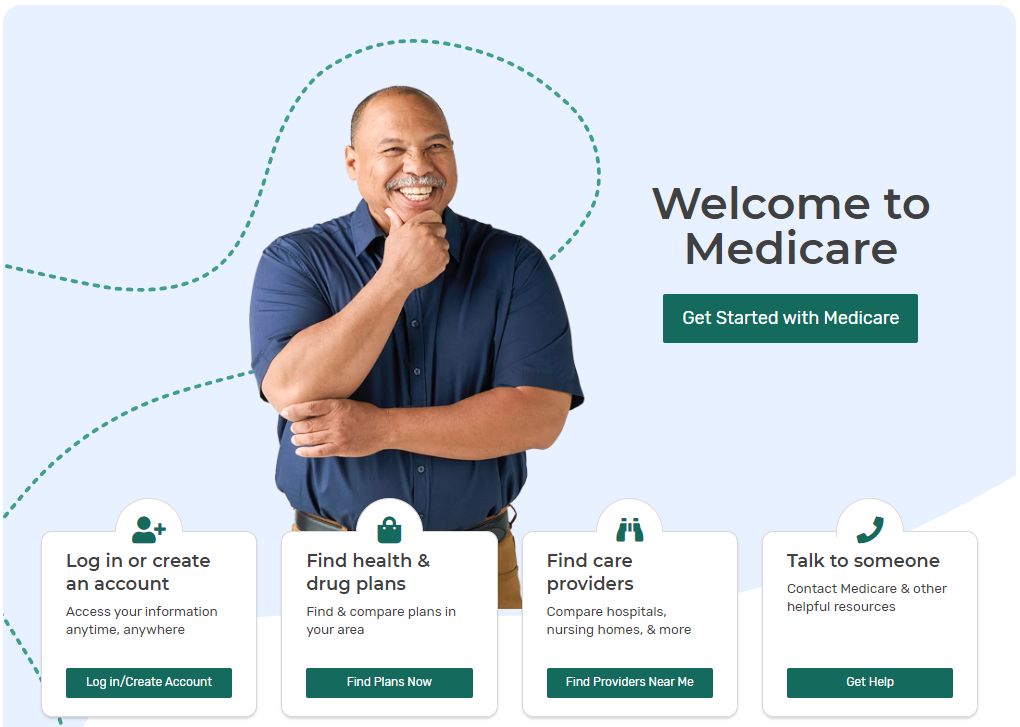 Welcome to
Medicare
Get Started with Medicare
Log in or create
an account
Access your information
anytime, anywhere
Log in/Create Account
Find health &
drug plans
Find & compare plans in
your area
Find Plans Now
Find care
providers
Compare hospitals,
nursing homes, & more
Find Providers Near Me
Talk to someone
Contact Medicare & other
helpful resources
Get Help